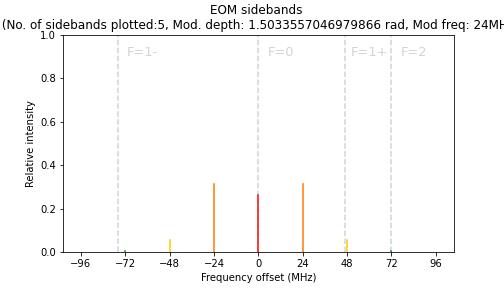 EOM sidebands
(No. of sidebands plotted:5, Mod. depth: 1.5033557046979866 rad, Mod freq: 24MH
1.0
F=1-
F=0
F=1+
F=2
0.8
0.6
0.4
0.2
0.0
Relative intensity
−96
−72
−48
−24
0
24
48
72
96
Frequency offset (MHz)